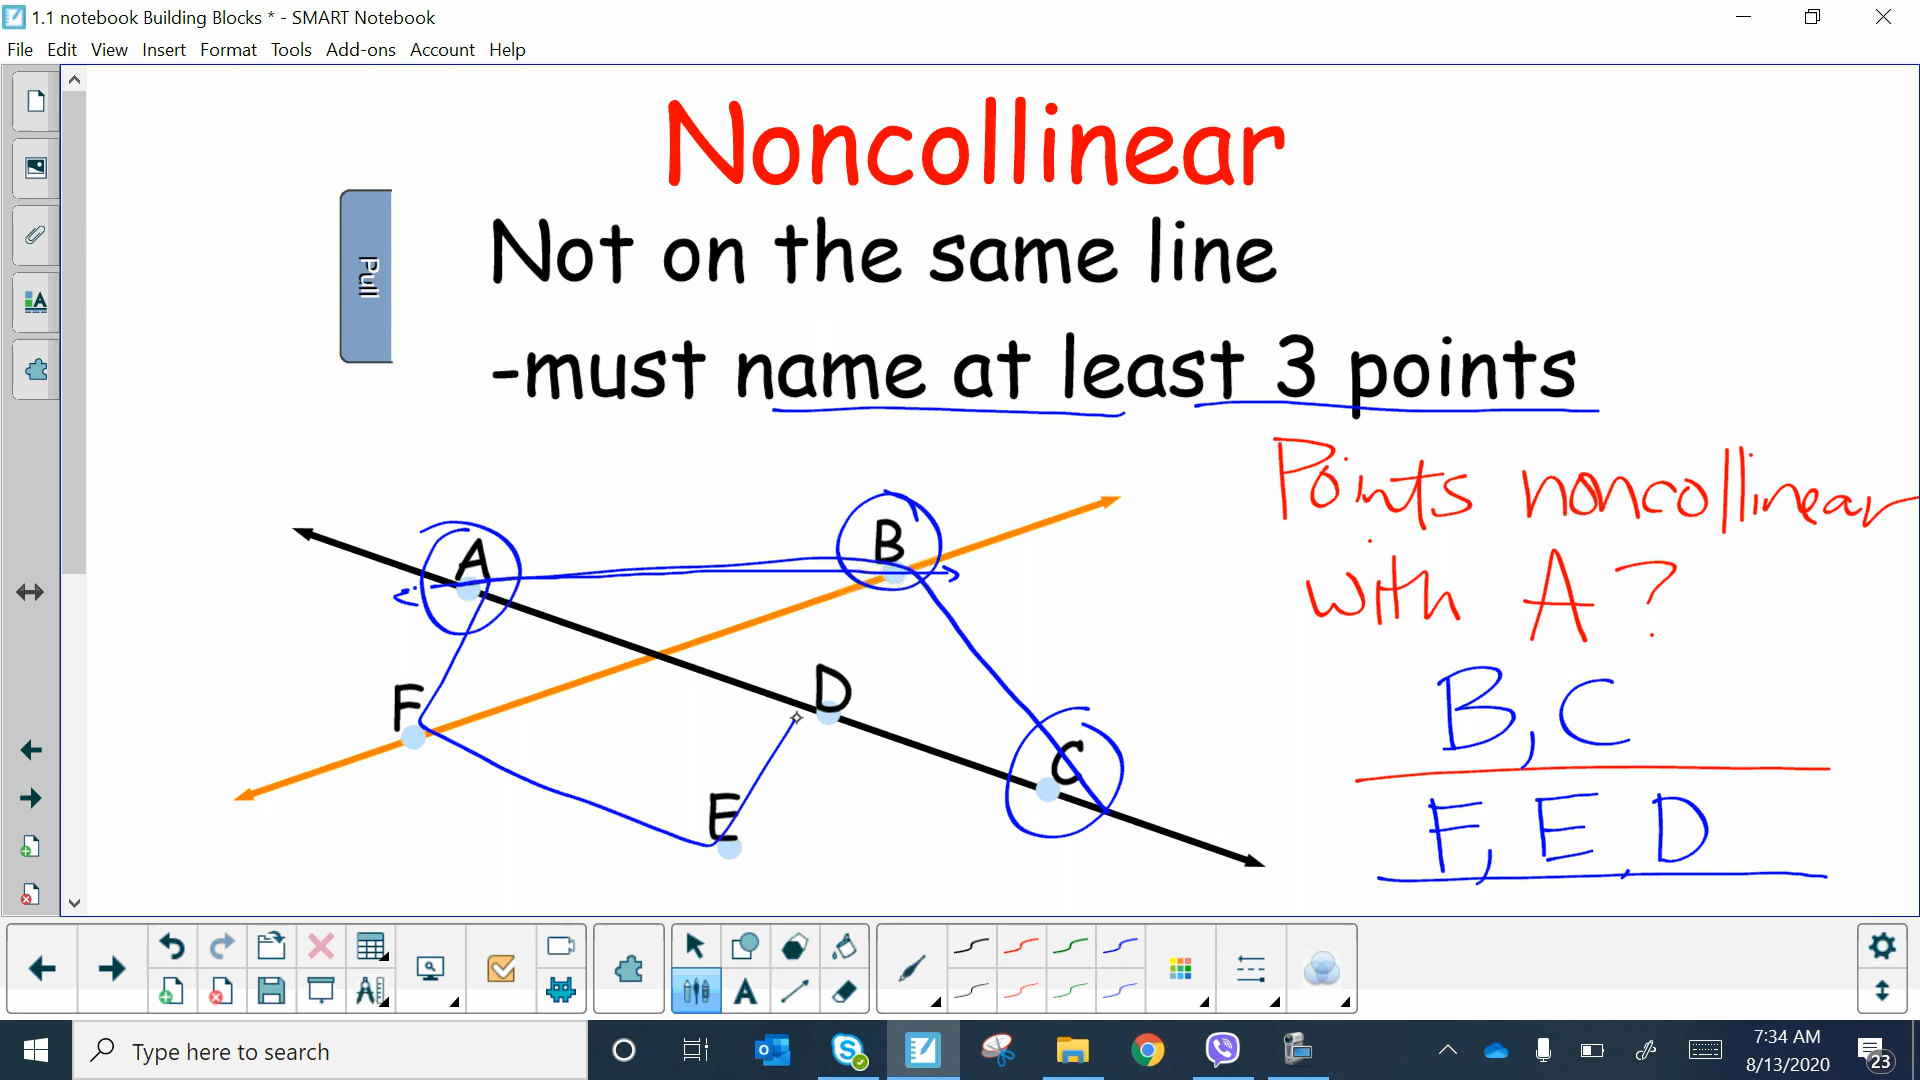 1.1 notebook Building Blocks * - SMART Notebook
File Edit View Insert Format Tools Add-ons Account Help
Noncollinear
Pull
Not on the same line
-must name at least 3 points
Points noncollinear
with A?
A
B
B, C
F
D
C
E
F, E, D
Type here to search
7:34 AM
8/13/2020
23